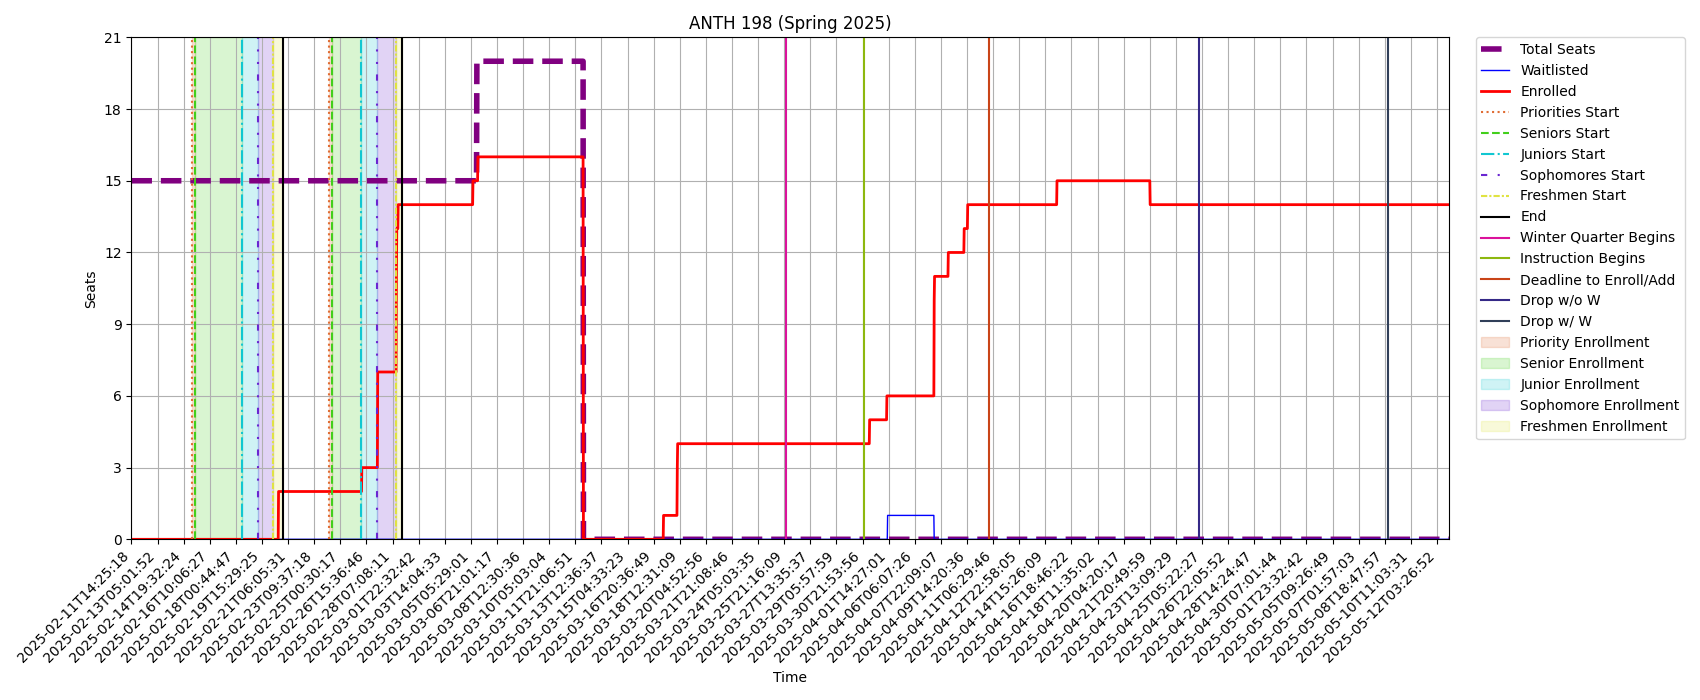 ANTH 198 (Spring 2025)
21
18
15
12
9
6
3
0
Seats
2025-02-11T14:25:18
2025-02-13T05:01:52
2025-02-14T19:32:24
2025-02-16T10:06:27
2025-02-18T00:44:47
2025-02-19T15:29:25
2025-02-21T06:05:31
2025-02-23T09:37:18
2025-02-25T00:30:17
2025-02-26T15:36:46
2025-02-28T07:08:11
2025-03-01T22:32:42
2025-03-03T14:04:33
2025-03-05T05:29:01
2025-03-06T21:01:17
2025-03-08T12:30:36
2025-03-10T05:03:04
2025-03-11T21:06:51
2025-03-13T12:36:37
2025-03-15T04:33:23
2025-03-16T20:36:49
2025-03-18T12:31:09
2025-03-20T04:52:56
2025-03-21T21:08:46
2025-03-24T05:03:35
2025-03-25T21:16:09
2025-03-27T13:35:37
2025-03-29T05:57:59
2025-03-30T21:53:56
2025-04-01T14:27:01
2025-04-06T06:07:26
2025-04-07T22:09:07
2025-04-09T14:20:36
2025-04-11T06:29:46
2025-04-12T22:58:05
2025-04-14T15:26:09
2025-04-16T18:46:22
2025-04-18T11:35:02
2025-04-20T04:20:17
2025-04-21T20:49:59
2025-04-23T13:09:29
2025-04-25T05:22:27
2025-04-26T22:05:52
2025-04-28T14:24:47
2025-04-30T07:01:44
2025-05-01T23:32:42
2025-05-05T09:26:49
2025-05-07T01:57:03
2025-05-08T18:47:57
2025-05-10T11:03:31
2025-05-12T03:26:52
Time
Total Seats
Waitlisted
Enrolled
Priorities Start
Seniors Start
Juniors Start
Sophomores Start
Freshmen Start
End
Winter Quarter Begins
Instruction Begins
Deadline to Enroll/Add
Drop w/o W
Drop w/ W
Priority Enrollment
Senior Enrollment
Junior Enrollment
Sophomore Enrollment
Freshmen Enrollment